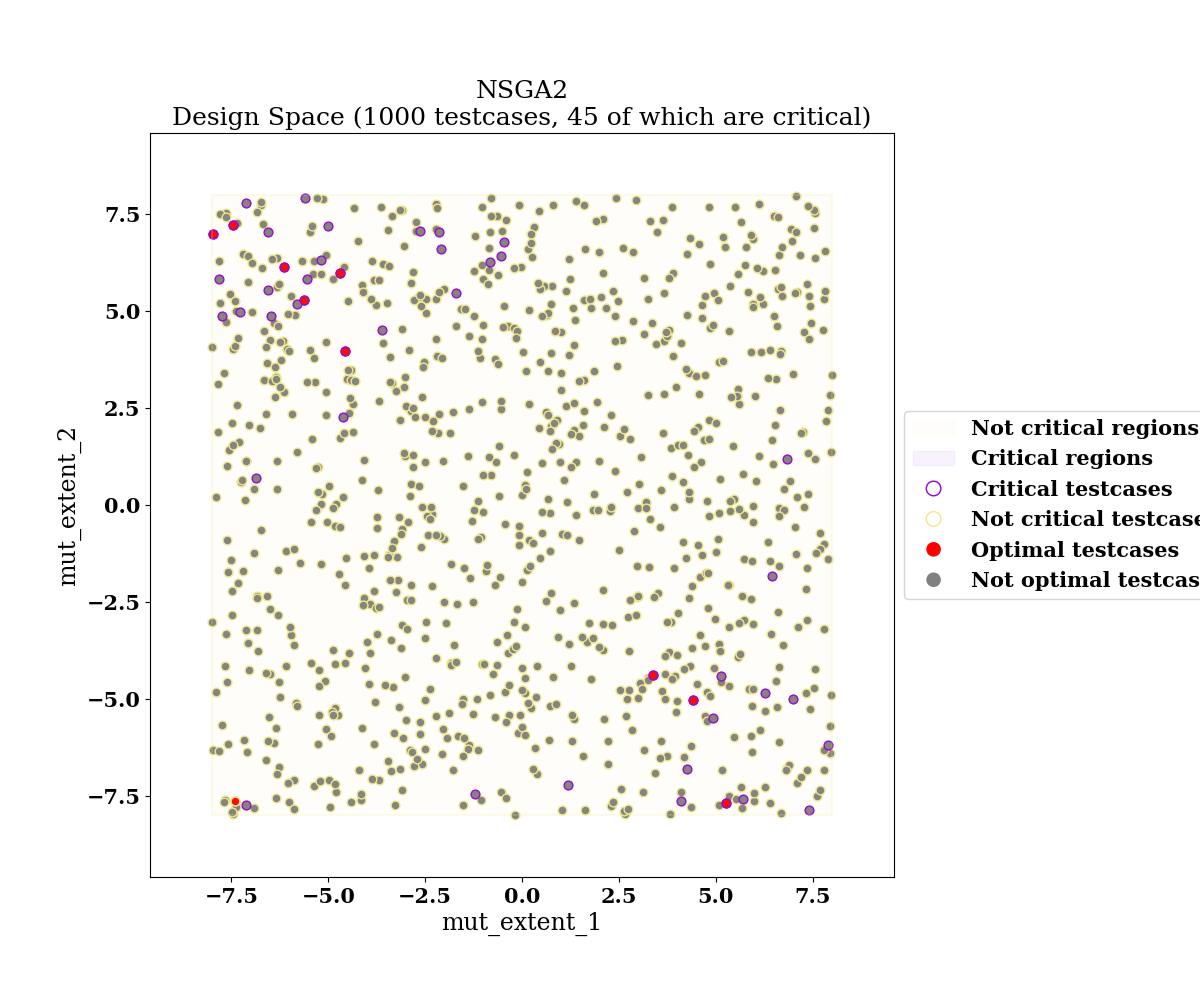 NSGA2
Design Space (1000 testcases, 45 of which are critical)
7.5
5.0
2.5
0.0
−2.5
−5.0
−7.5
mut_extent_2
−7.5
−5.0
−2.5
0.0
2.5
5.0
7.5
mut_extent_1
Not critical regions
Critical regions
Critical testcases
Not critical testcase
Optimal testcases
Not optimal testcas